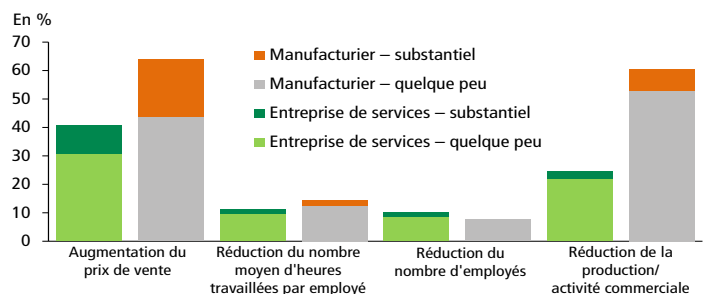 En %
70
60
50
40
30
20
10
0
Manufacturier – substantiel
Manufacturier – quelque peu
Entreprise de services – substantiel
Entreprise de services – quelque peu
Augmentation du
prix de vente
Réduction du nombre
moyen d'heures
travaillées par employé
Réduction du
nombre d'employés
Réduction de la
production/
activité commerciale